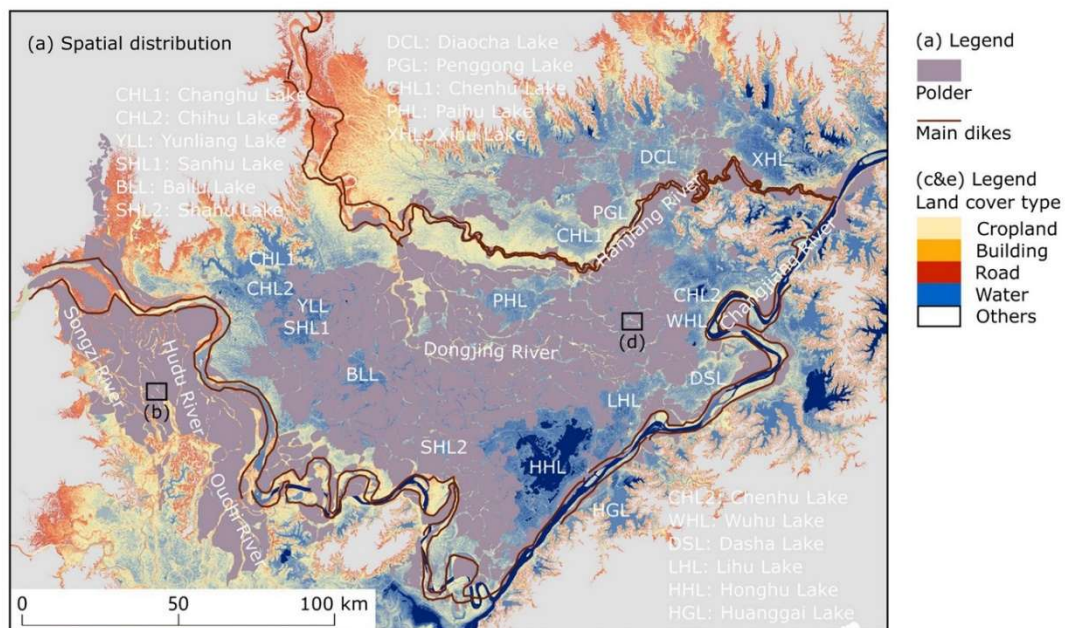 (a) Spatial distribution
CHL1: Changhu Lake
CHL2: Chihu Lake
YLL: Yunliang Lake
SHL1: Sanhu Lake
BLL: Bailu Lake
SHL2: Shahu Lake
DCL: Diaocha Lake
PGL: Penggong Lake
CHL1: Chenhu Lake
PHL: Paihu Lake
XHL: Xihu Lake
DCL
XHL
PGL
CHL1
Hanjiang River
CHL1
CHL2
YLL
SHL1
PHL
CHL2
WHL
Changjiang River
(d)
Dongjing River
Songzi River
Hudu River
(b)
BLL
DSL
LHL
SHL2
HHL
Ouchi River
HGL
CHL2: Chenhu Lake
WHL: Wuhu Lake
DSL: Dasha Lake
LHL: Lihu Lake
HHL: Honghu Lake
HGL: Huanggai Lake
0 50 100 km
(a) Legend
Polder
Main dikes
(c&e) Legend
Land cover type
Cropland
Building
Road
Water
Others